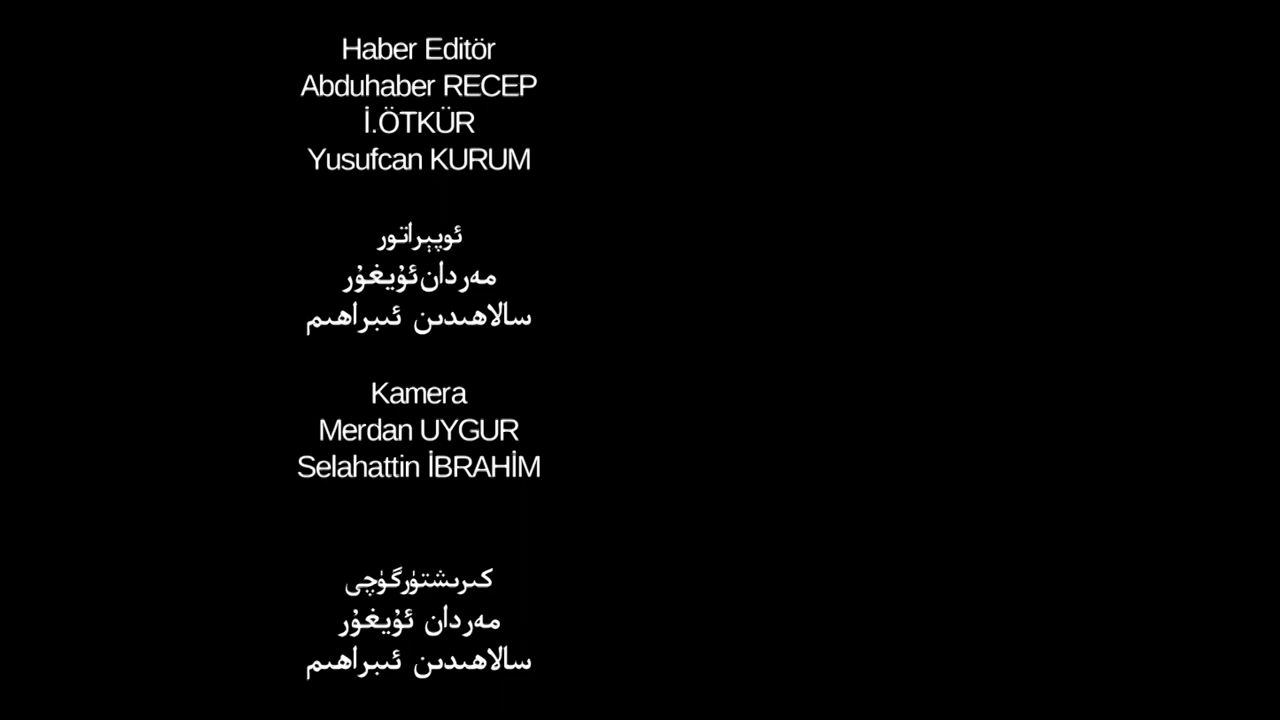 Haber Editör
Abduhaber RECEP
İ.ÖTKÜR
Yusufcan KURUM
ئوپېراتور
مەردان ئۇيغۇر
سالاھىدىن ئىبراھىم
Kamera
Merdan UYGUR
Selahattin İBRAHİM
كىرىشتۈرگۈچى
مەردان ئۇيغۇر
سالاھىدىن ئىبراھىم